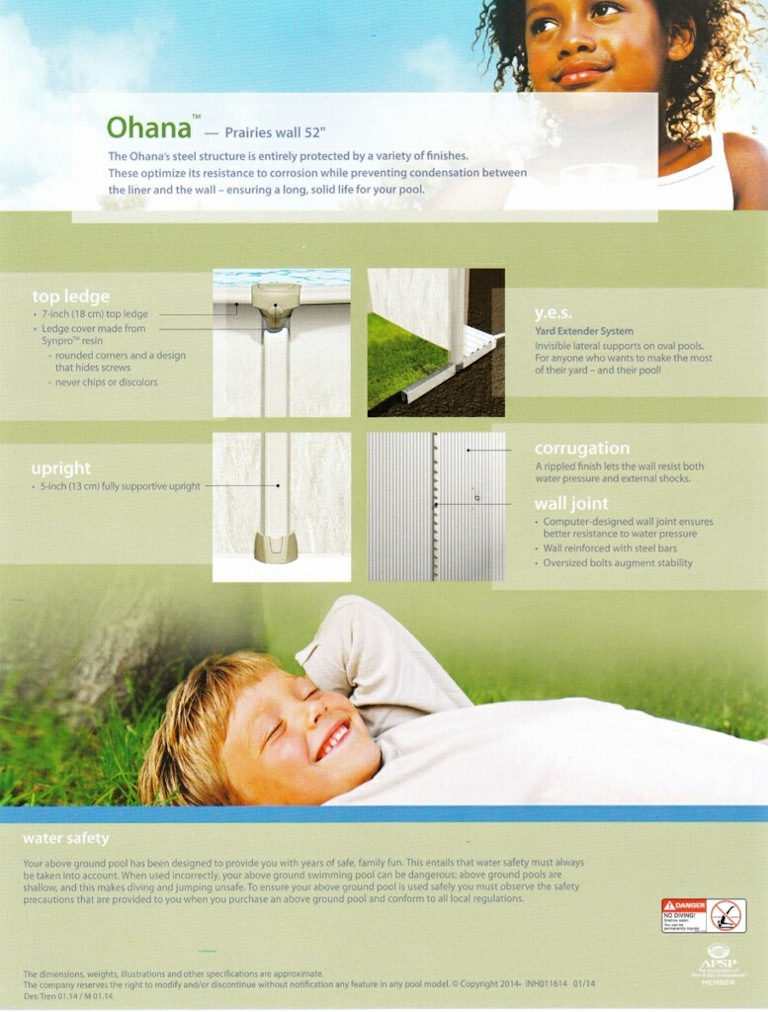 Ohana™ — Prairies wall 52"
The Ohana's steel structure is entirely protected by a variety of finishes.
These optimize its resistance to corrosion while preventing condensation between
the liner and the wall – ensuring a long, solid life for your pool.
top ledge
• 7-inch (18 cm) top ledge
• Ledge cover made from
Synpro™ resin
- rounded corners and a design
that hides screws
- never chips or discolors
y.e.s.
Yard Extender System
Invisible lateral supports on oval pools.
For anyone who wants to make the most
of their yard – and their pool!
upright
• 5-inch (13 cm) fully supportive upright
corrugation
A rippled finish lets the wall resist both
water pressure and external shocks.
wall joint
• Computer-designed wall joint ensures
better resistance to water pressure
• Wall reinforced with steel bars
• Oversized bolts augment stability
water safety
Your above ground pool has been designed to provide you with years of safe, family fun. This entails that water safety must always
be taken into account. When used incorrectly, your above ground swimming pool can be dangerous; above ground pools are
shallow, and this makes diving and jumping unsafe. To ensure your above ground pool is used safely you must observe the safety
precautions that are provided to you when you purchase an above ground pool and conform to all local regulations.
DANGER
NO DIVING!
Shallow water.
You can be
permanently injured.
APSP
The Association of
Pool & Spa Professionals
MEMBER
The dimensions, weights, illustrations and other specifications are approximate.
The company reserves the right to modify and/or discontinue without notification any feature in any pool model. © Copyright 2014• INH011614 01/14
Des: Tren 01.14 / M 01.14